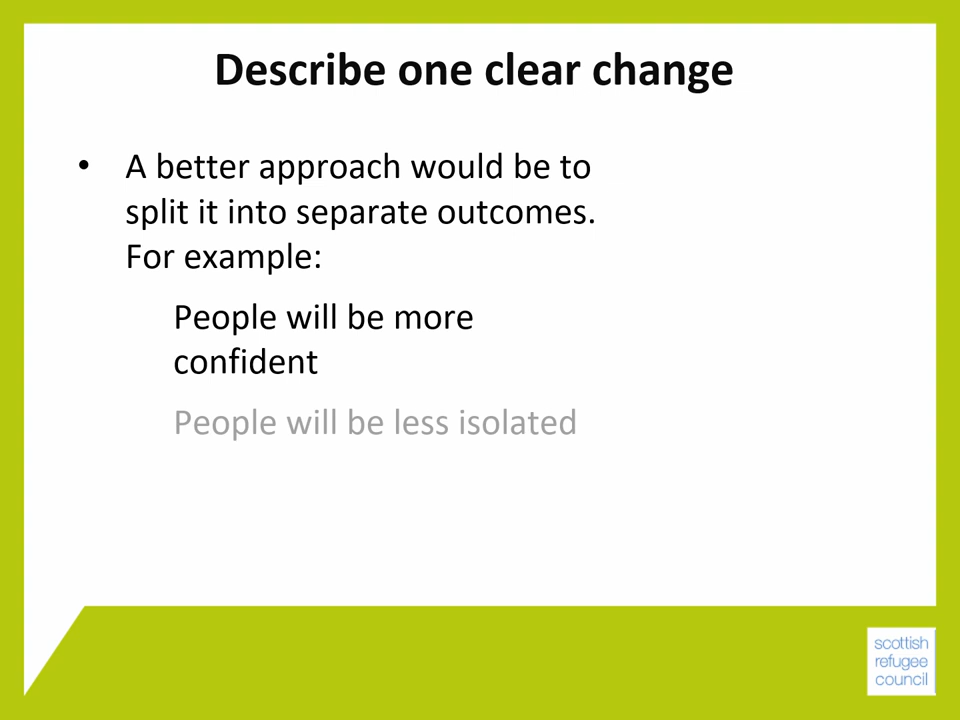 Describe one clear change
• A better approach would be to
split it into separate outcomes.
For example:
People will be more
confident
People will be less isolated
scottish
refugee
council